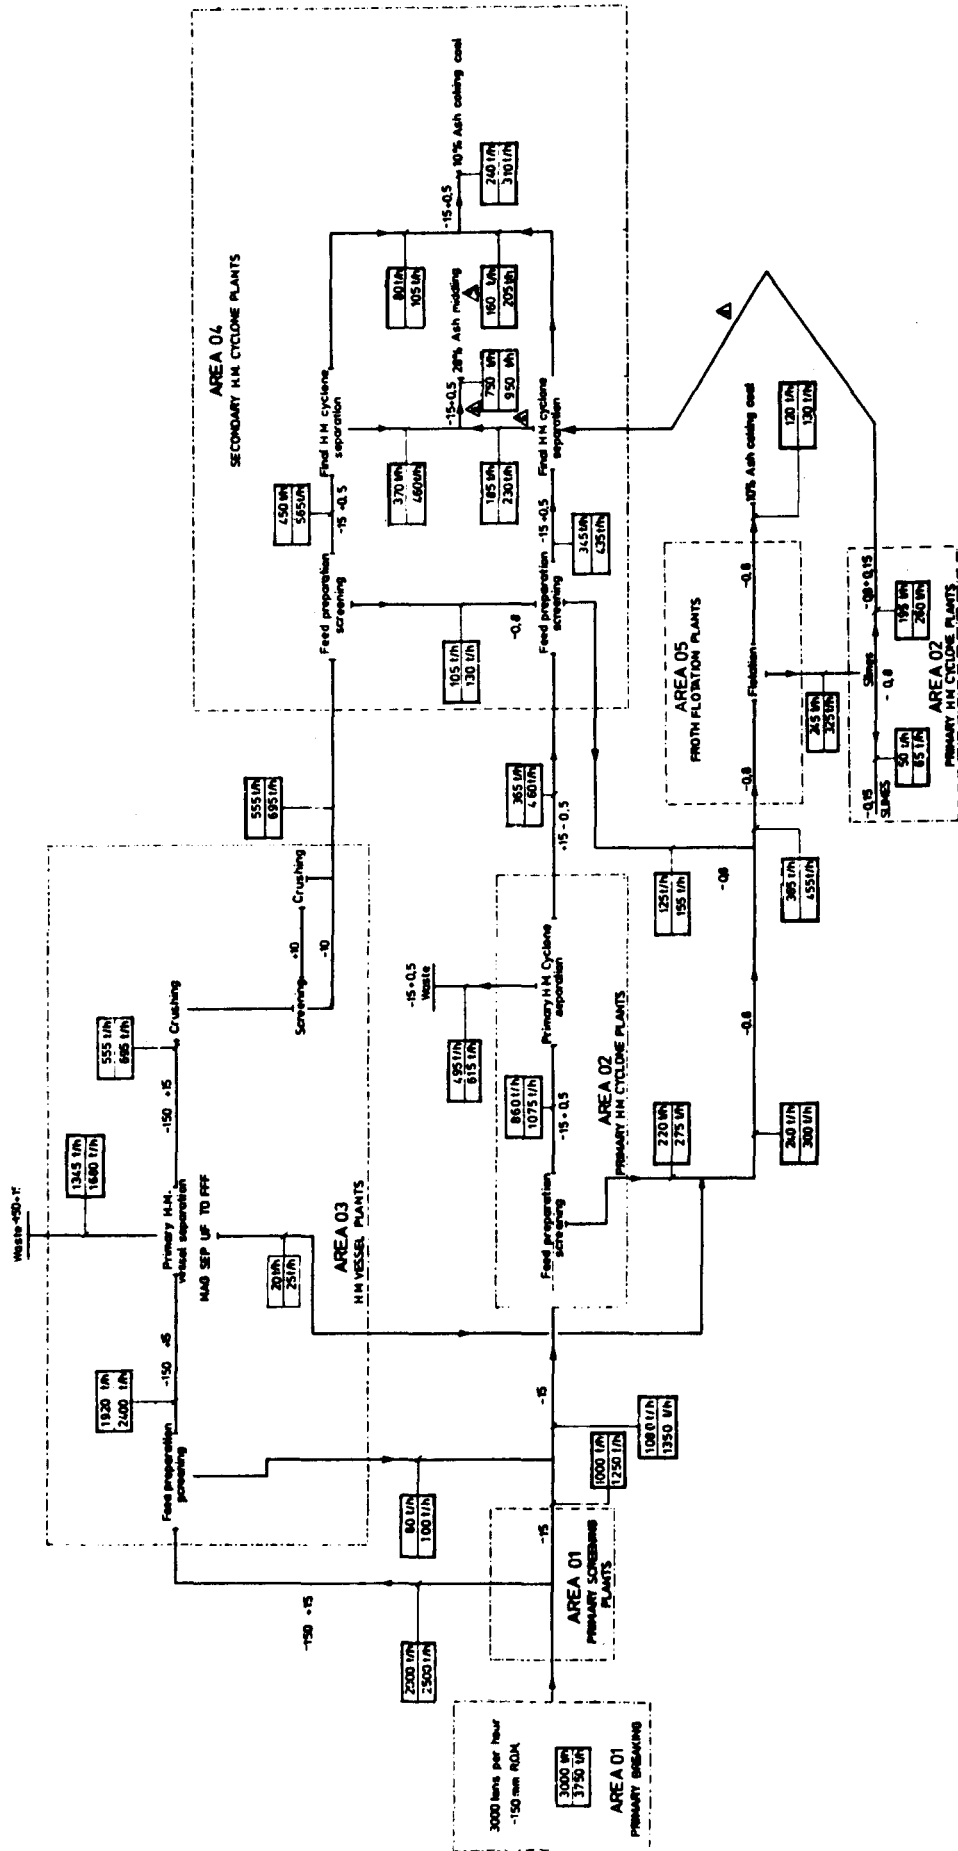 3000 tons per hour
-150 mm R.O.M.
3000 t/h
3750 t/h
AREA 01
PRIMARY BREAKING
AREA 01
PRIMARY SCREENING
PLANTS
-150 +15
2000 t/h
2500 t/h
-15
1000 t/h
1250 t/h
80 t/h
100 t/h
1080 t/h
1350 t/h
-15
Feed preparation
screening
1920 t/h
2400 t/h
-150 +15
Primary H.M.
vessel separation
MAG SEP UF TO FFF
1345 t/h
1680 t/h
20 t/h
25 t/h
AREA 03
H M VESSEL PLANTS
-150 +15
555 t/h
695 t/h
Crushing
Screening
+10
-10
Crushing
555 t/h
695 t/h
Feed preparation
screening
860 t/h
1075 t/h
-15 + 0,5
Primary H.M. Cyclone
separation
-15 +0,5
Waste
495 t/h
615 t/h
AREA 02
PRIMARY HM CYCLONE PLANTS
220 t/h
275 t/h
240 t/h
300 t/h
-0,8
365 t/h
460 t/h
+15 -0,5
125 t/h
155 t/h
-0,8
385 t/h
455 t/h
AREA 04
SECONDARY H.M. CYCLONE PLANTS
Feed preparation
screening
450 t/h
565 t/h
-15 +0,5
Final H M cyclone
separation
105 t/h
130 t/h
-0,8
Feed preparation
screening
345 t/h
435 t/h
-15 +0,5
Final HM cyclone
separation
370 t/h
460 t/h
185 t/h
230 t/h
-15+0,5
28% Ash middling
750 t/h
950 t/h
80 t/h
105 t/h
160 t/h
205 t/h
-15+0,5
10% Ash coking coal
240 t/h
310 t/h
AREA 05
FROTH FLOTATION PLANTS
-0,8
Flotation
-0,8
10% Ash coking coal
120 t/h
130 t/h
245 t/h
325 t/h
-0,15
SLIMES
50 t/h
65 t/h
Slimes
-0,8
-0,8+0,15
195 t/h
260 t/h
AREA 02
PRIMARY HM CYCLONE PLANTS